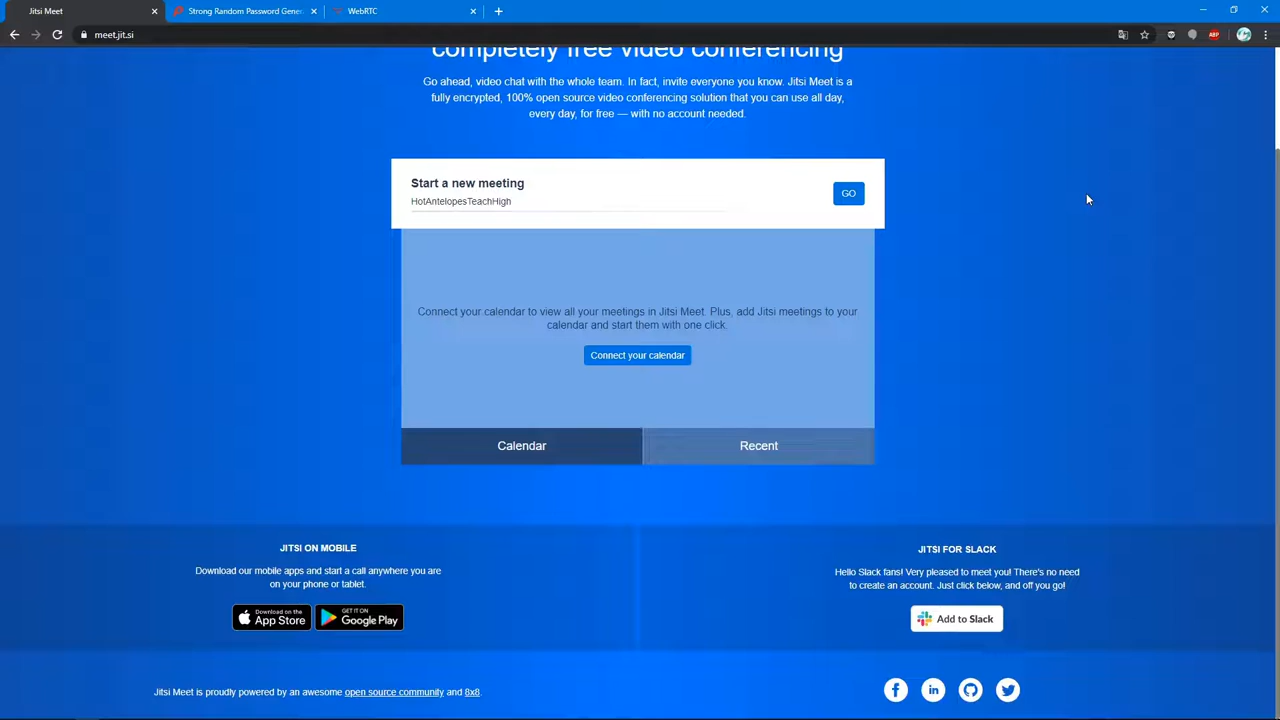 Jitsi Meet
Strong Random Password Gener
WebRTC
meet.jit.si
ABP
completely free video conferencing
Go ahead, video chat with the whole team. In fact, invite everyone you know. Jitsi Meet is a
fully encrypted, 100% open source video conferencing solution that you can use all day,
every day, for free — with no account needed.
Start a new meeting
HotAntelopesTeachHigh
GO
Connect your calendar to view all your meetings in Jitsi Meet. Plus, add Jitsi meetings to your
calendar and start them with one click.
Connect your calendar
Calendar
Recent
JITSI ON MOBILE
Download our mobile apps and start a call anywhere you are
on your phone or tablet.
Download on the
App Store
GET IT ON
Google Play
JITSI FOR SLACK
Hello Slack fans! Very pleased to meet you! There's no need
to create an account. Just click below, and off you go!
Add to Slack
Jitsi Meet is proudly powered by an awesome open source community and 8x8.